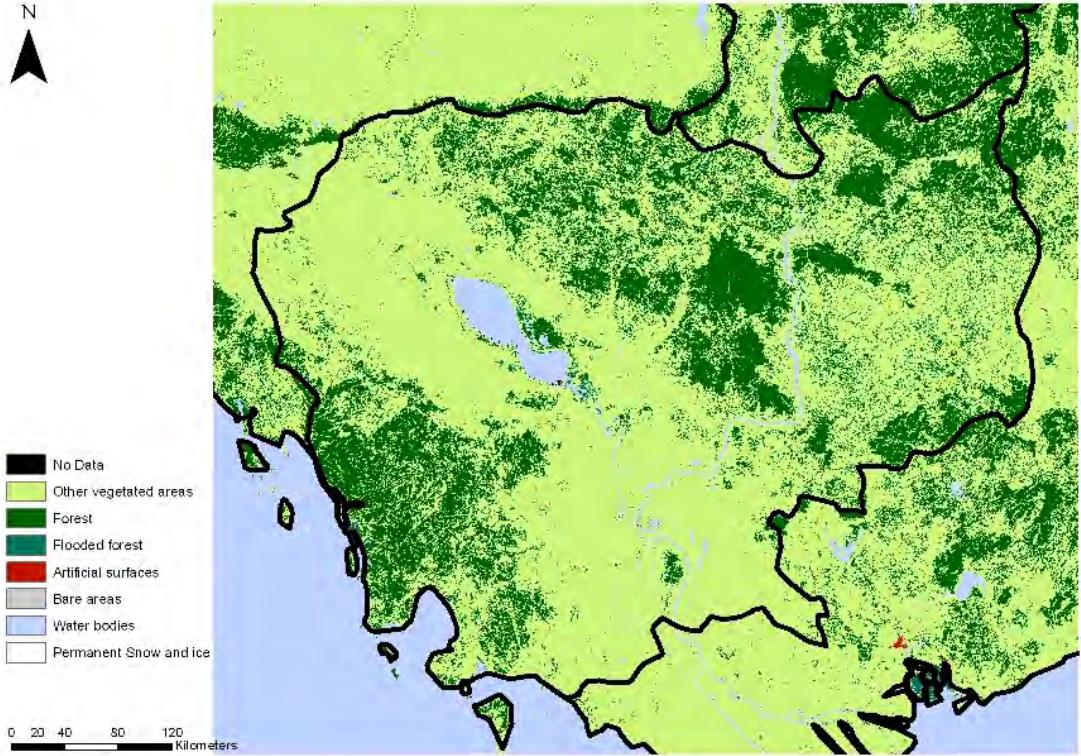 N
No Data
Other vegetated areas
Forest
Flooded forest
Artificial surfaces
Bare areas
Water bodies
Permanent Snow and ice
0 20 40 80 120
Kilometers